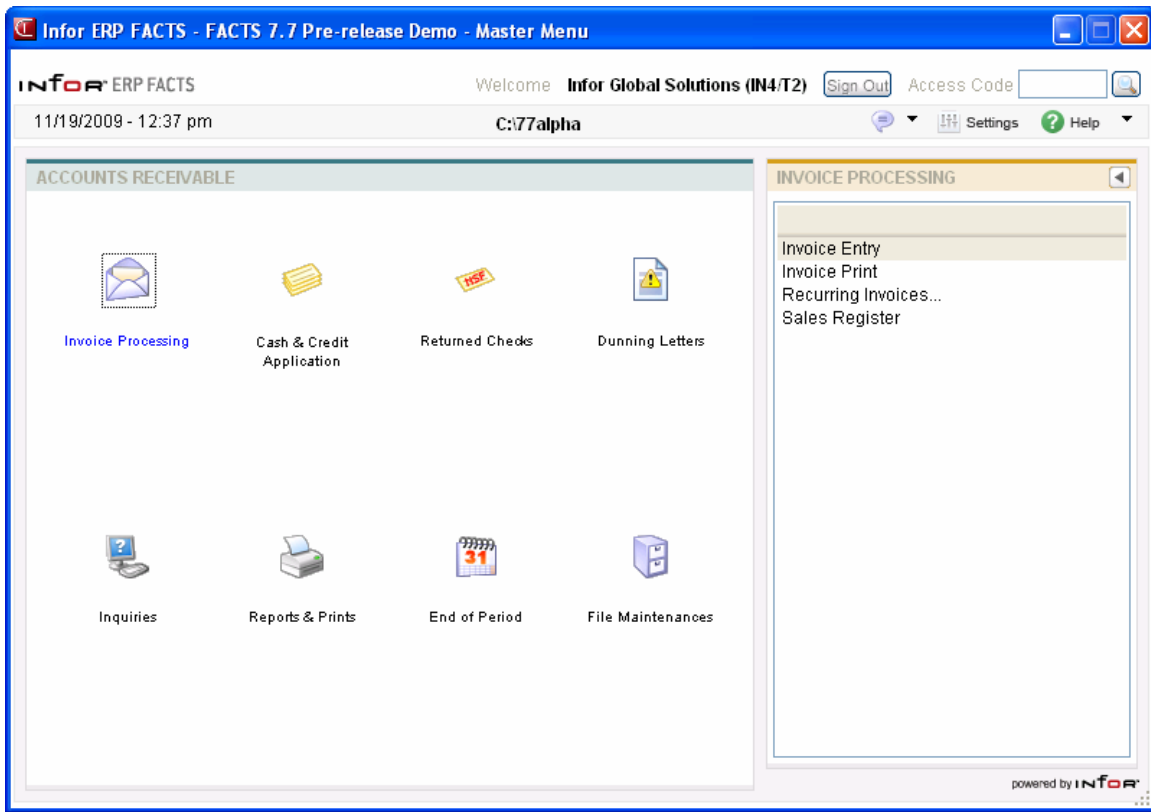 Infor ERP FACTS - FACTS 7.7 Pre-release Demo - Master Menu
INfor ERP FACTS
Welcome Infor Global Solutions (IN4/T2) Sign Out Access Code
11/19/2009 - 12:37 pm C:\77alpha Settings Help
ACCOUNTS RECEIVABLE
Invoice Processing
Cash & Credit
Application
NSF
Returned Checks
Dunning Letters
?
Inquiries
Reports & Prints
31
End of Period
File Maintenances
INVOICE PROCESSING
Invoice Entry
Invoice Print
Recurring Invoices...
Sales Register
powered by INfor